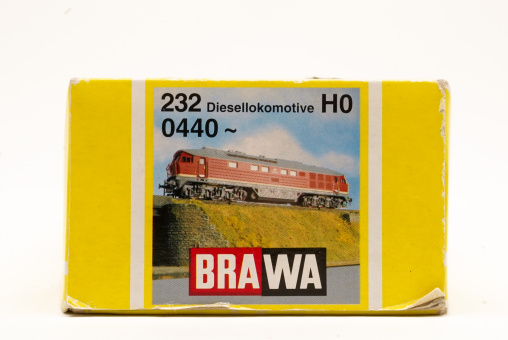 232 Diesellokomotive H0
0440 ~
BRAWA